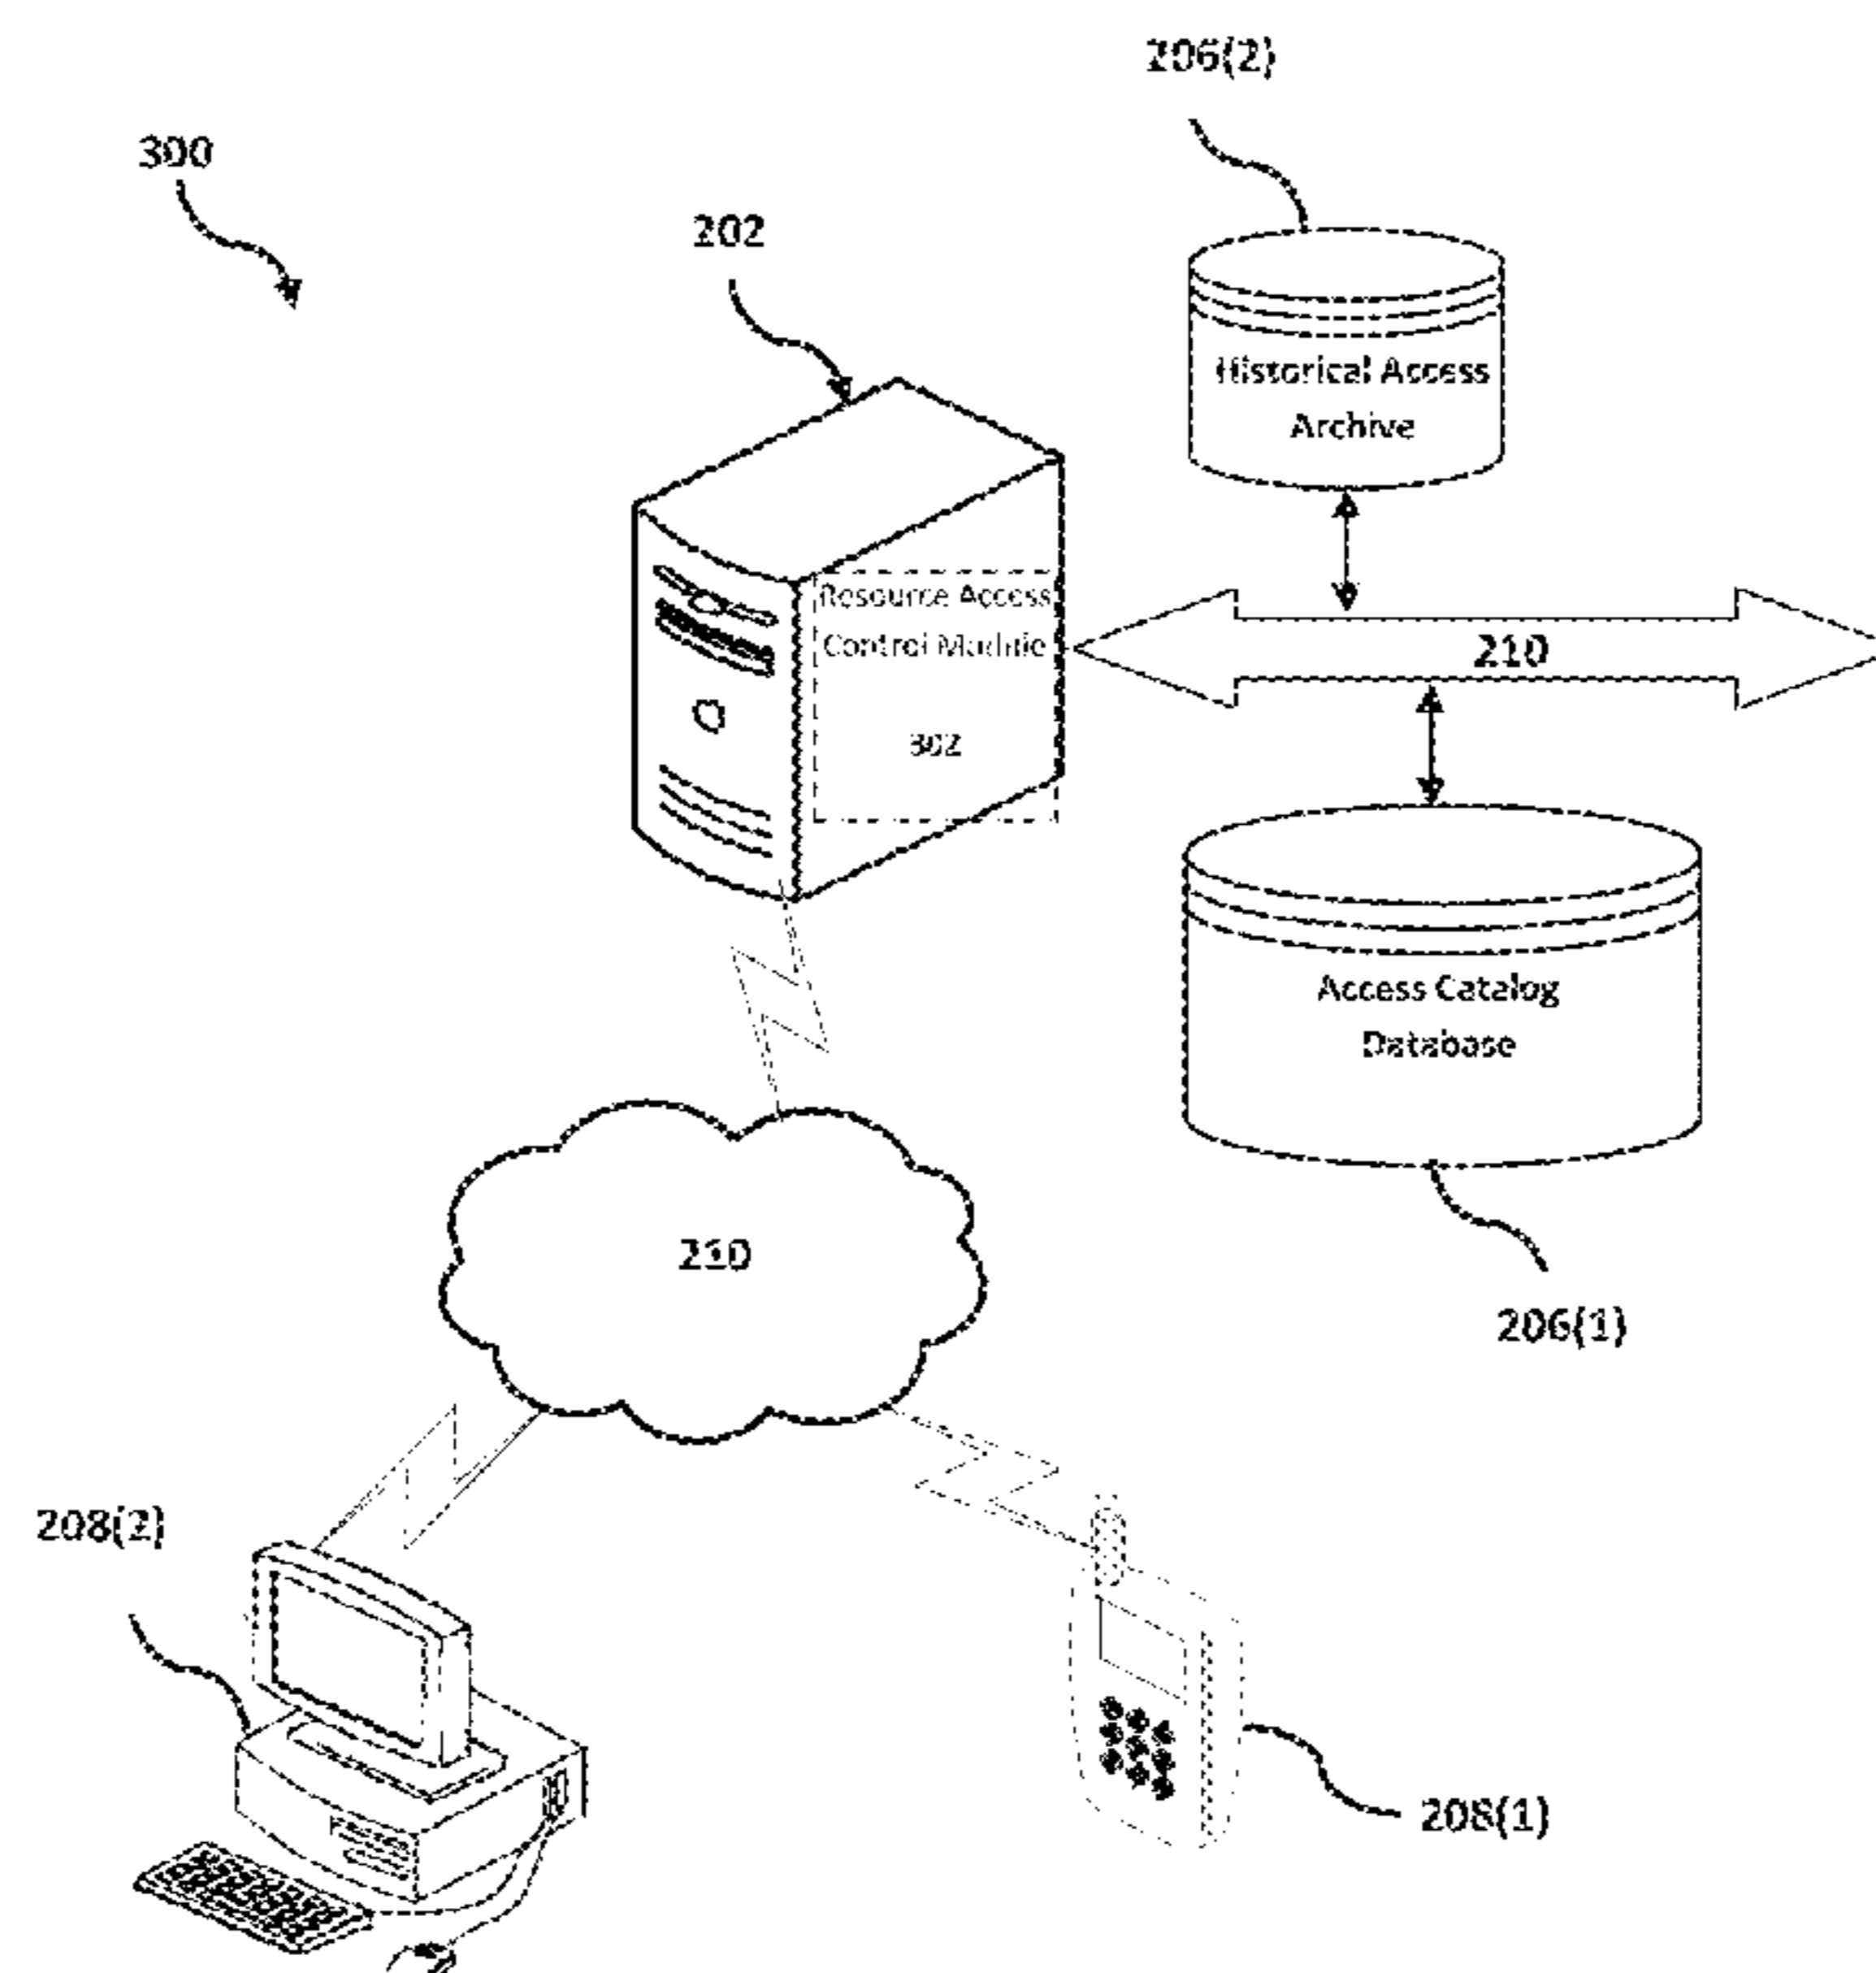 206(2)
300
202
Historical Access
Archive
Resource Access
Control Module
210
302
Access Catalog
Database
210
206(1)
208(2)
208(1)